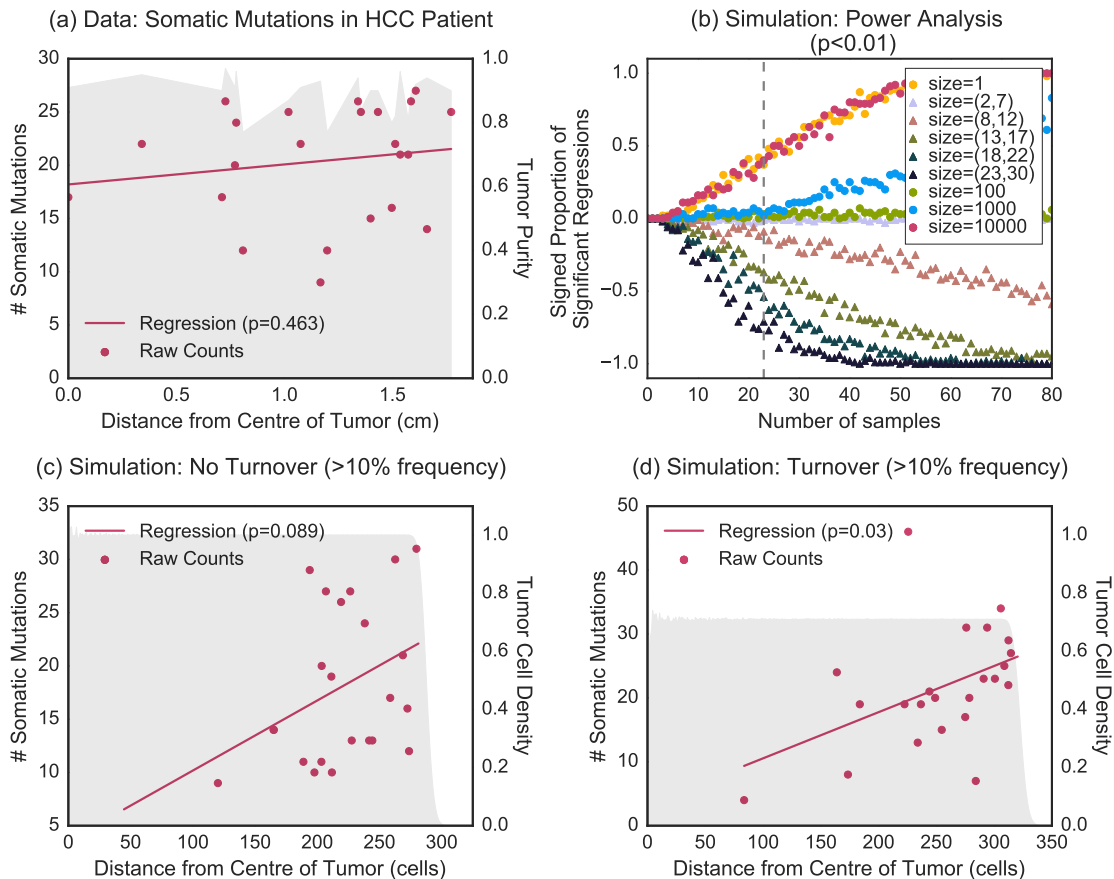 (a) Data: Somatic Mutations in HCC Patient
30
25
20
15
10
5
0
# Somatic Mutations
1.0
0.8
0.6
0.4
0.2
0.0
Tumor Purity
Regression (p=0.463)
Raw Counts
0.0 0.5 1.0 1.5
Distance from Centre of Tumor (cm)
(b) Simulation: Power Analysis
(p<0.01)
1.0
0.5
0.0
−0.5
−1.0
Signed Proportion of
Significant Regressions
size=1
size=(2,7)
size=(8,12)
size=(13,17)
size=(18,22)
size=(23,30)
size=100
size=1000
size=10000
0 10 20 30 40 50 60 70 80
Number of samples
(c) Simulation: No Turnover (>10% frequency)
35
30
25
20
15
10
5
# Somatic Mutations
1.0
0.8
0.6
0.4
0.2
0.0
Tumor Cell Density
Regression (p=0.089)
Raw Counts
0 50 100 150 200 250 300
Distance from Centre of Tumor (cells)
(d) Simulation: Turnover (>10% frequency)
50
40
30
20
10
0
# Somatic Mutations
1.0
0.8
0.6
0.4
0.2
0.0
Tumor Cell Density
Regression (p=0.03)
Raw Counts
0 50 100 150 200 250 300 350
Distance from Centre of Tumor (cells)